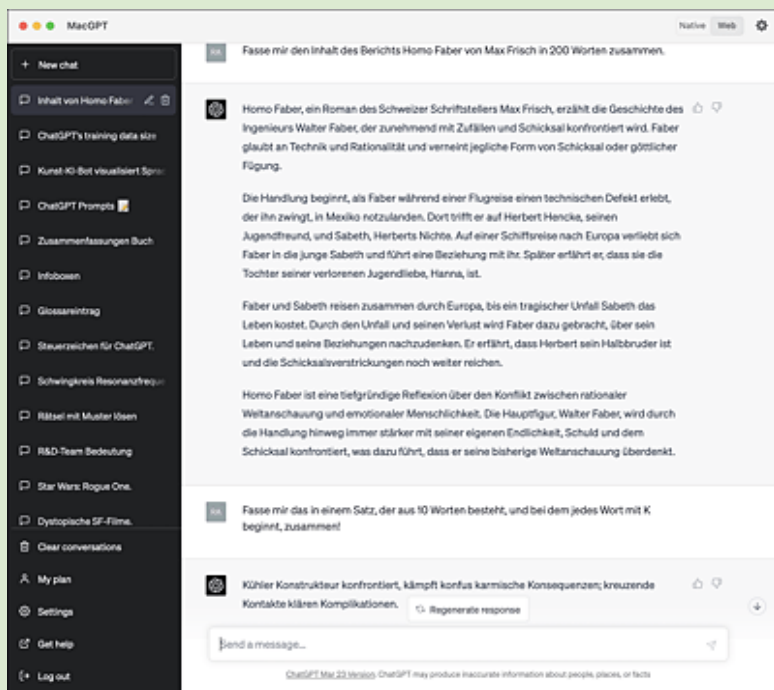 MacGPT
Native Web
+ New chat
Inhalt von Homo Faber
ChatGPT's training data size
Kunst-KI-Bot visualisiert Sprac
ChatGPT Prompts 📝
Zusammenfassungen Buch
Infoboxen
Glossareintrag
Steuerzeichen für ChatGPT.
Schwingkreis Resonanzfreque
Rätsel mit Muster lösen
R&D-Team Bedeutung
Star Wars: Rogue One.
Dystopische SF-Filme.
Clear conversations
My plan
Settings
Get help
Log out
RA
Fasse mir den Inhalt des Berichts Homo Faber von Max Frisch in 200 Worten zusammen.
Homo Faber, ein Roman des Schweizer Schriftstellers Max Frisch, erzählt die Geschichte des
Ingenieurs Walter Faber, der zunehmend mit Zufällen und Schicksal konfrontiert wird. Faber
glaubt an Technik und Rationalität und verneint jegliche Form von Schicksal oder göttlicher
Fügung.
Die Handlung beginnt, als Faber während einer Flugreise einen technischen Defekt erlebt,
der ihn zwingt, in Mexiko notzulanden. Dort trifft er auf Herbert Hencke, seinen
Jugendfreund, und Sabeth, Herberts Nichte. Auf einer Schiffsreise nach Europa verliebt sich
Faber in die junge Sabeth und führt eine Beziehung mit ihr. Später erfährt er, dass sie die
Tochter seiner verlorenen Jugendliebe, Hanna, ist.
Faber und Sabeth reisen zusammen durch Europa, bis ein tragischer Unfall Sabeth das
Leben kostet. Durch den Unfall und seinen Verlust wird Faber dazu gebracht, über sein
Leben und seine Beziehungen nachzudenken. Er erfährt, dass Herbert sein Halbbruder ist
und die Schicksalsverstrickungen noch weiter reichen.
Homo Faber ist eine tiefgründige Reflexion über den Konflikt zwischen rationaler
Weltanschauung und emotionaler Menschlichkeit. Die Hauptfigur, Walter Faber, wird durch
die Handlung hinweg immer stärker mit seiner eigenen Endlichkeit, Schuld und dem
Schicksal konfrontiert, was dazu führt, dass er seine bisherige Weltanschauung überdenkt.
RA
Fasse mir das in einem Satz, der aus 10 Worten besteht, und bei dem jedes Wort mit K
beginnt, zusammen!
Kühler Konstrukteur konfrontiert, kämpft konfus karmische Konsequenzen; kreuzende
Kontakte klären Komplikationen.
Regenerate response
Send a message...
ChatGPT Mar 23 Version. ChatGPT may produce inaccurate information about people, places, or facts